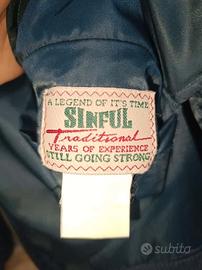 A LEGEND OF IT'S TIME
SINFUL
Traditional
YEARS OF EXPERIENCE
STILL GOING STRONG
subito